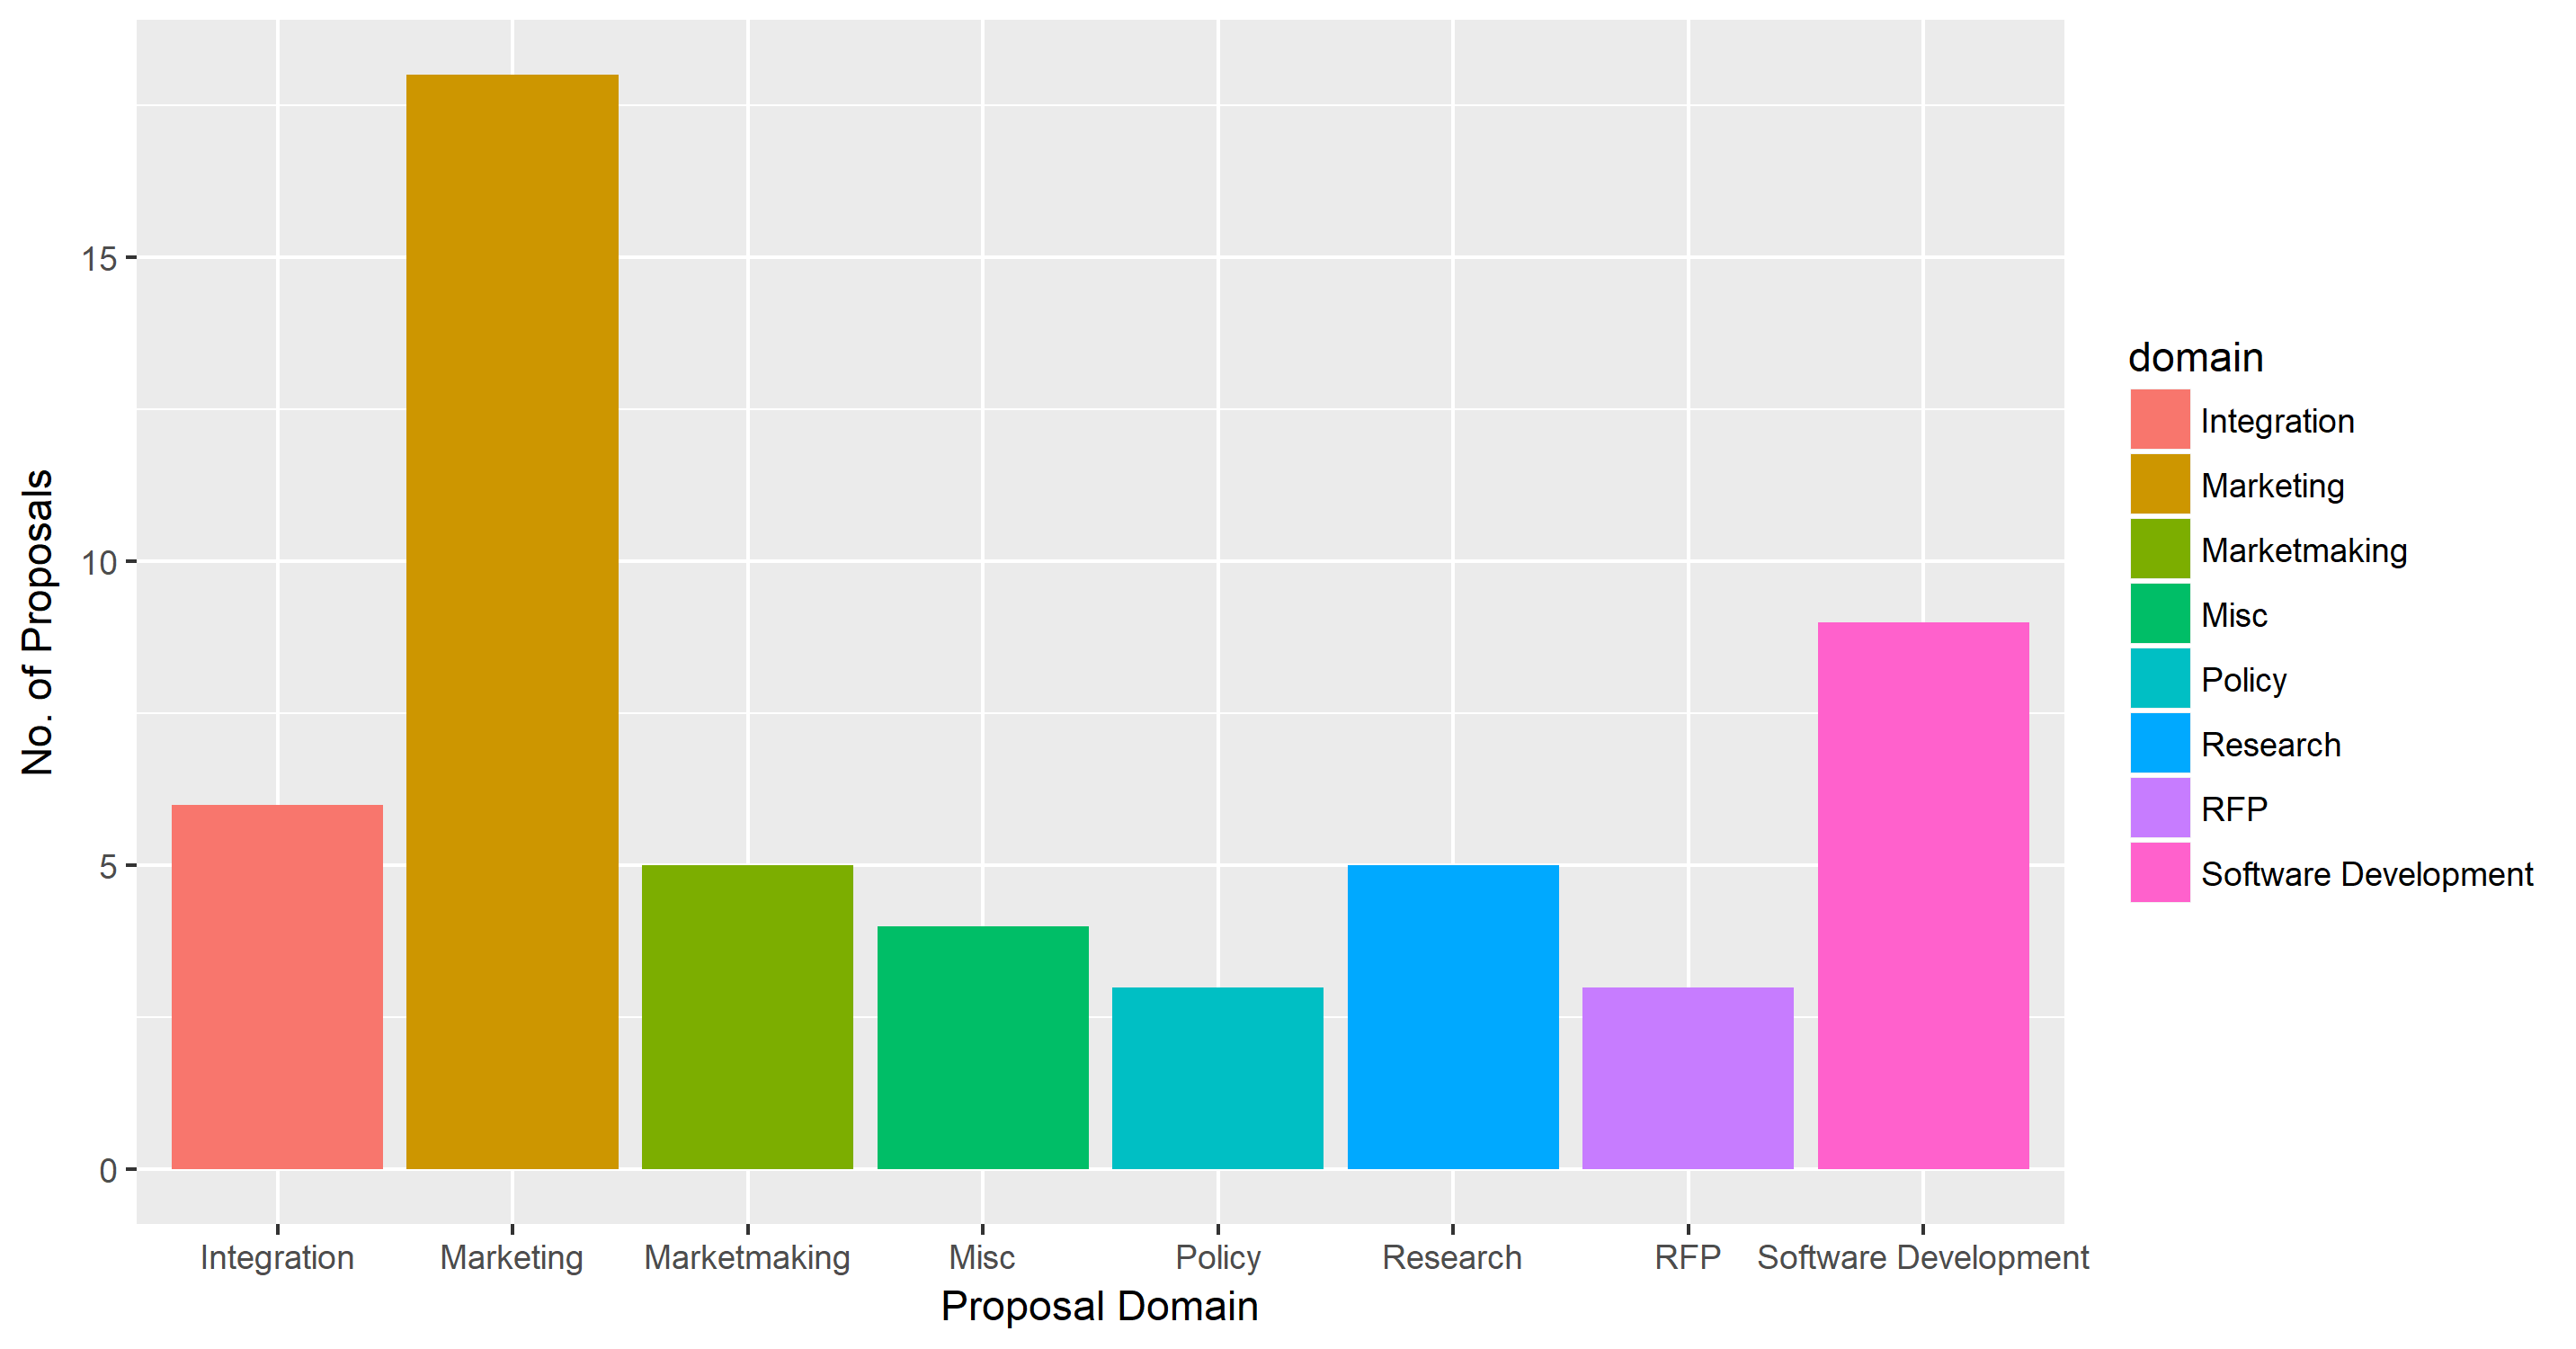 No. of Proposals
15
10
5
0
Integration Marketing Marketmaking Misc Policy Research RFP Software Development
Proposal Domain
domain
Integration
Marketing
Marketmaking
Misc
Policy
Research
RFP
Software Development